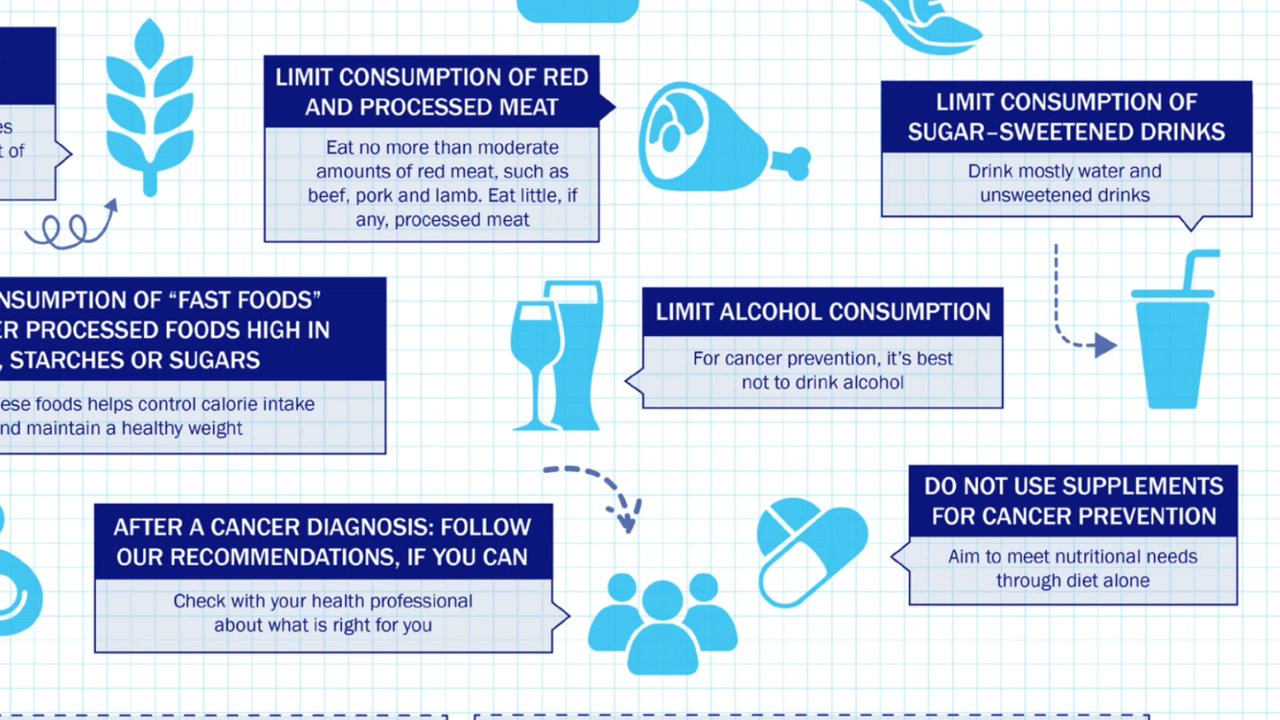 es
t of
LIMIT CONSUMPTION OF RED
AND PROCESSED MEAT
Eat no more than moderate
amounts of red meat, such as
beef, pork and lamb. Eat little, if
any, processed meat
LIMIT CONSUMPTION OF
SUGAR–SWEETENED DRINKS
Drink mostly water and
unsweetened drinks
NSUMPTION OF “FAST FOODS”
ER PROCESSED FOODS HIGH IN
, STARCHES OR SUGARS
ese foods helps control calorie intake
nd maintain a healthy weight
LIMIT ALCOHOL CONSUMPTION
For cancer prevention, it’s best
not to drink alcohol
AFTER A CANCER DIAGNOSIS: FOLLOW
OUR RECOMMENDATIONS, IF YOU CAN
Check with your health professional
about what is right for you
DO NOT USE SUPPLEMENTS
FOR CANCER PREVENTION
Aim to meet nutritional needs
through diet alone